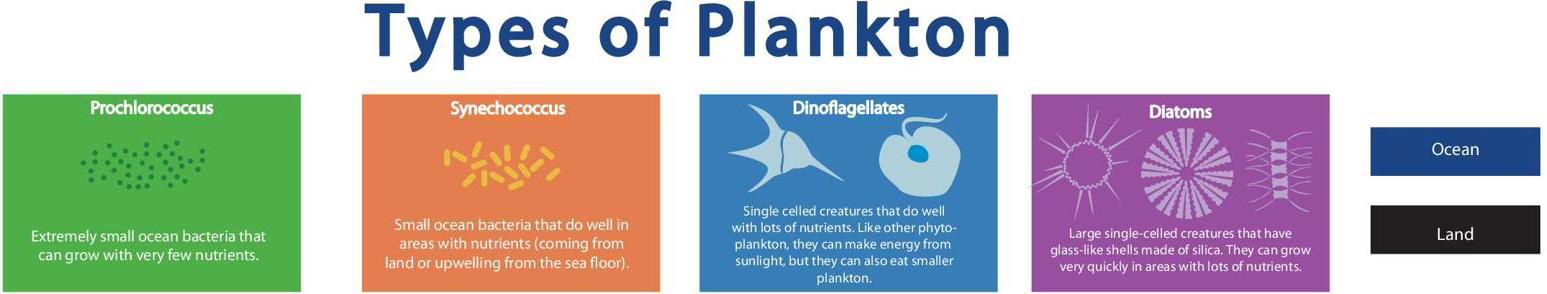 Types of Plankton
Prochlorococcus
Extremely small ocean bacteria that
can grow with very few nutrients.
Synechococcus
Small ocean bacteria that do well in
areas with nutrients (coming from
land or upwelling from the sea floor).
Dinoflagellates
Single celled creatures that do well
with lots of nutrients. Like other phyto-
plankton, they can make energy from
sunlight, but they can also eat smaller
plankton.
Diatoms
Large single-celled creatures that have
glass-like shells made of silica. They can grow
very quickly in areas with lots of nutrients.
Ocean
Land